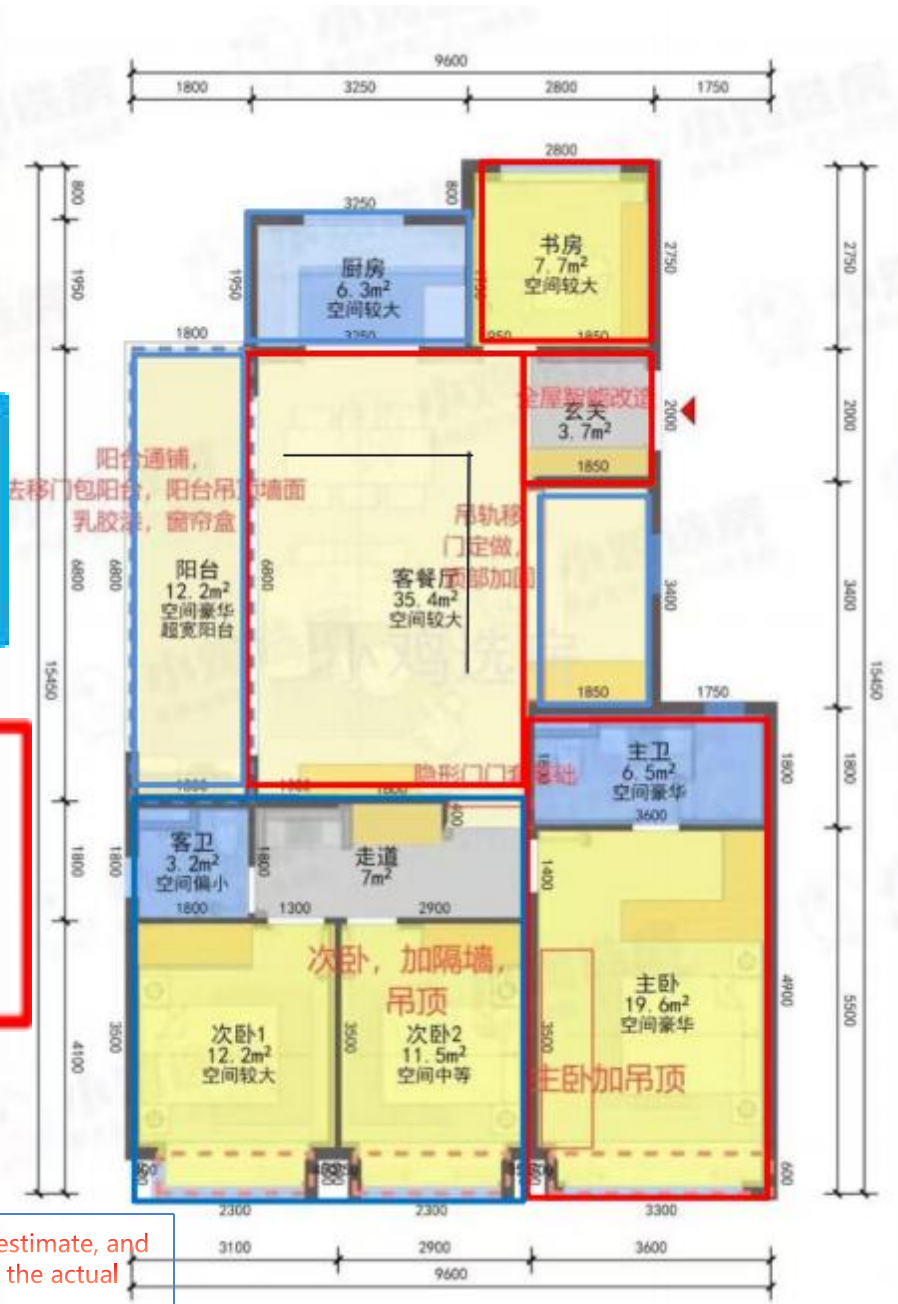 9600
1800
3250
2800
1750
2800
800
800
3250
2750
2750
书房
7.7m²
空间较大
1950
1950
厨房
6.3m²
空间较大
3250
1850
1800
全屋智能改造
玄关
3.7m²
2000
2000
1850
阳台通铺，
去移门包阳台，阳台吊顶墙面
乳胶漆，窗帘盒
吊轨移
门定做，
顶部加固
6800
6800
6800
阳台
12.2m²
空间豪华
超宽阳台
客餐厅
35.4m²
空间较大
3400
3400
小鸡选房
15450
15450
1850
1750
隐形门门套基础
主卫
6.5m²
空间豪华
1800
1800
3600
客卫
3.2m²
空间偏小
1800
1800
1800
1800
走道
7m²
1300
2900
1400
次卧，加隔墙，
吊顶
主卧
19.6m²
空间豪华
4900
5500
次卧1
12.2m²
空间较大
次卧2
11.5m²
空间中等
3500
3500
3500
4100
主卧加吊顶
600
2300
2300
3300
estimate, and
the actual
3100
2900
3600
9600